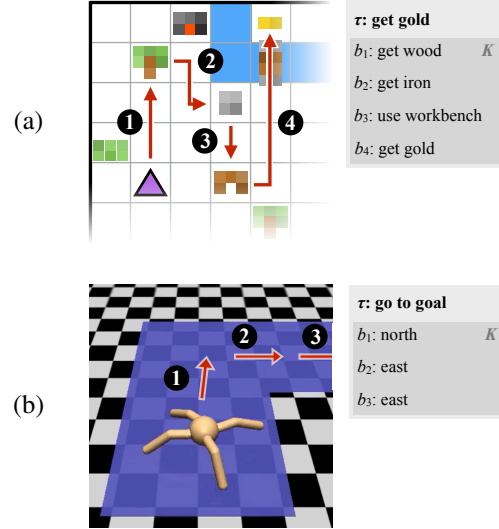 (a)
1
2
3
4
τ: get gold
b₁: get wood K
b₂: get iron
b₃: use workbench
b₄: get gold
(b)
1
2
3
τ: go to goal
b₁: north K
b₂: east
b₃: east